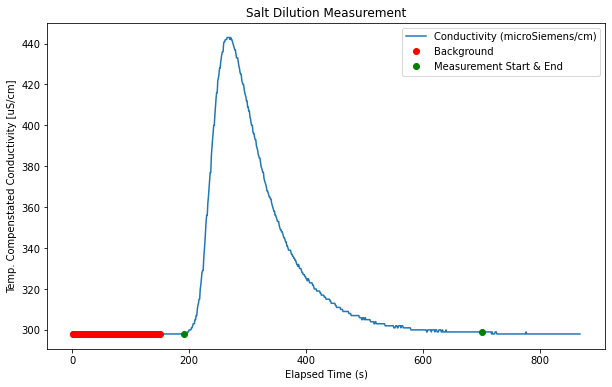 Salt Dilution Measurement
Conductivity (microSiemens/cm)
Background
Measurement Start & End
Temp. Compenstated Conductivity [uS/cm]
440
420
400
380
360
340
320
300
0
200
400
600
800
Elapsed Time (s)